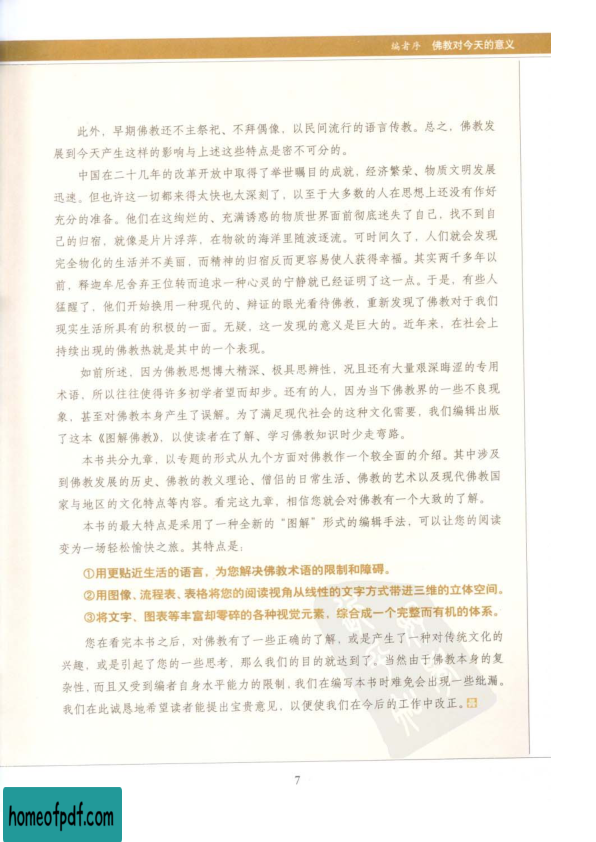 编者序 佛教对今天的意义
此外，早期佛教还不主祭祀、不拜偶像，以民间流行的语言传教。总之，佛教发
展到今天产生这样的影响与上述这些特点是密不可分的。
中国在二十几年的改革开放中取得了举世瞩目的成就，经济繁荣、物质文明发展
迅速。但也许这一切都来得太快也太深刻了，以至于大多数的人在思想上还没有作好
充分的准备。他们在这绚烂的、充满诱惑的物质世界面前彻底迷失了自己，找不到自
己的归宿，就像是片片浮萍，在物欲的海洋里随波逐流。可时间久了，人们就会发现
完全物化的生活并不美丽，而精神的归宿反而更容易使人获得幸福。其实两千多年以
前，释迦牟尼舍弃王位转而追求一种心灵的宁静就已经证明了这一点。于是，有些人
猛醒了，他们开始换用一种现代的、辩证的眼光看待佛教，重新发现了佛教对于我们
现实生活所具有的积极的一面。无疑，这一发现的意义是巨大的。近年来，在社会上
持续出现的佛教热就是其中的一个表现。
如前所述，因为佛教思想博大精深、极具思辨性，况且还有大量艰深晦涩的专用
术语，所以往往使得许多初学者望而却步。还有的人，因为当下佛教界的一些不良现
象，甚至对佛教本身产生了误解。为了满足现代社会的这种文化需要，我们编辑出版
了这本《图解佛教》，以使读者在了解、学习佛教知识时少走弯路。
本书共分九章，以专题的形式从九个方面对佛教作一个较全面的介绍。其中涉及
到佛教发展的历史、佛教的教义理论、僧侣的日常生活、佛教的艺术以及现代佛教国
家与地区的文化特点等内容。看完这九章，相信您就会对佛教有一个大致的了解。
本书的最大特点是采用了一种全新的“图解”形式的编辑手法，可以让您的阅读
变为一场轻松愉快之旅。其特点是：
①用更贴近生活的语言，为您解决佛教术语的限制和障碍。
②用图像、流程表、表格将您的阅读视角从线性的文字方式带进三维的立体空间。
③将文字、图表等丰富却零碎的各种视觉元素，综合成一个完整而有机的体系。
您在看完本书之后，对佛教有了一些正确的了解，或是产生了一种对传统文化的
兴趣，或是引起了您的一些思考，那么我们的目的就达到了。当然由于佛教本身的复
杂性，而且又受到编者自身水平能力的限制，我们在编写本书时难免会出现一些纰漏。
我们在此诚恳地希望读者能提出宝贵意见，以便使我们在今后的工作中改正。
7
homeofpdf.com